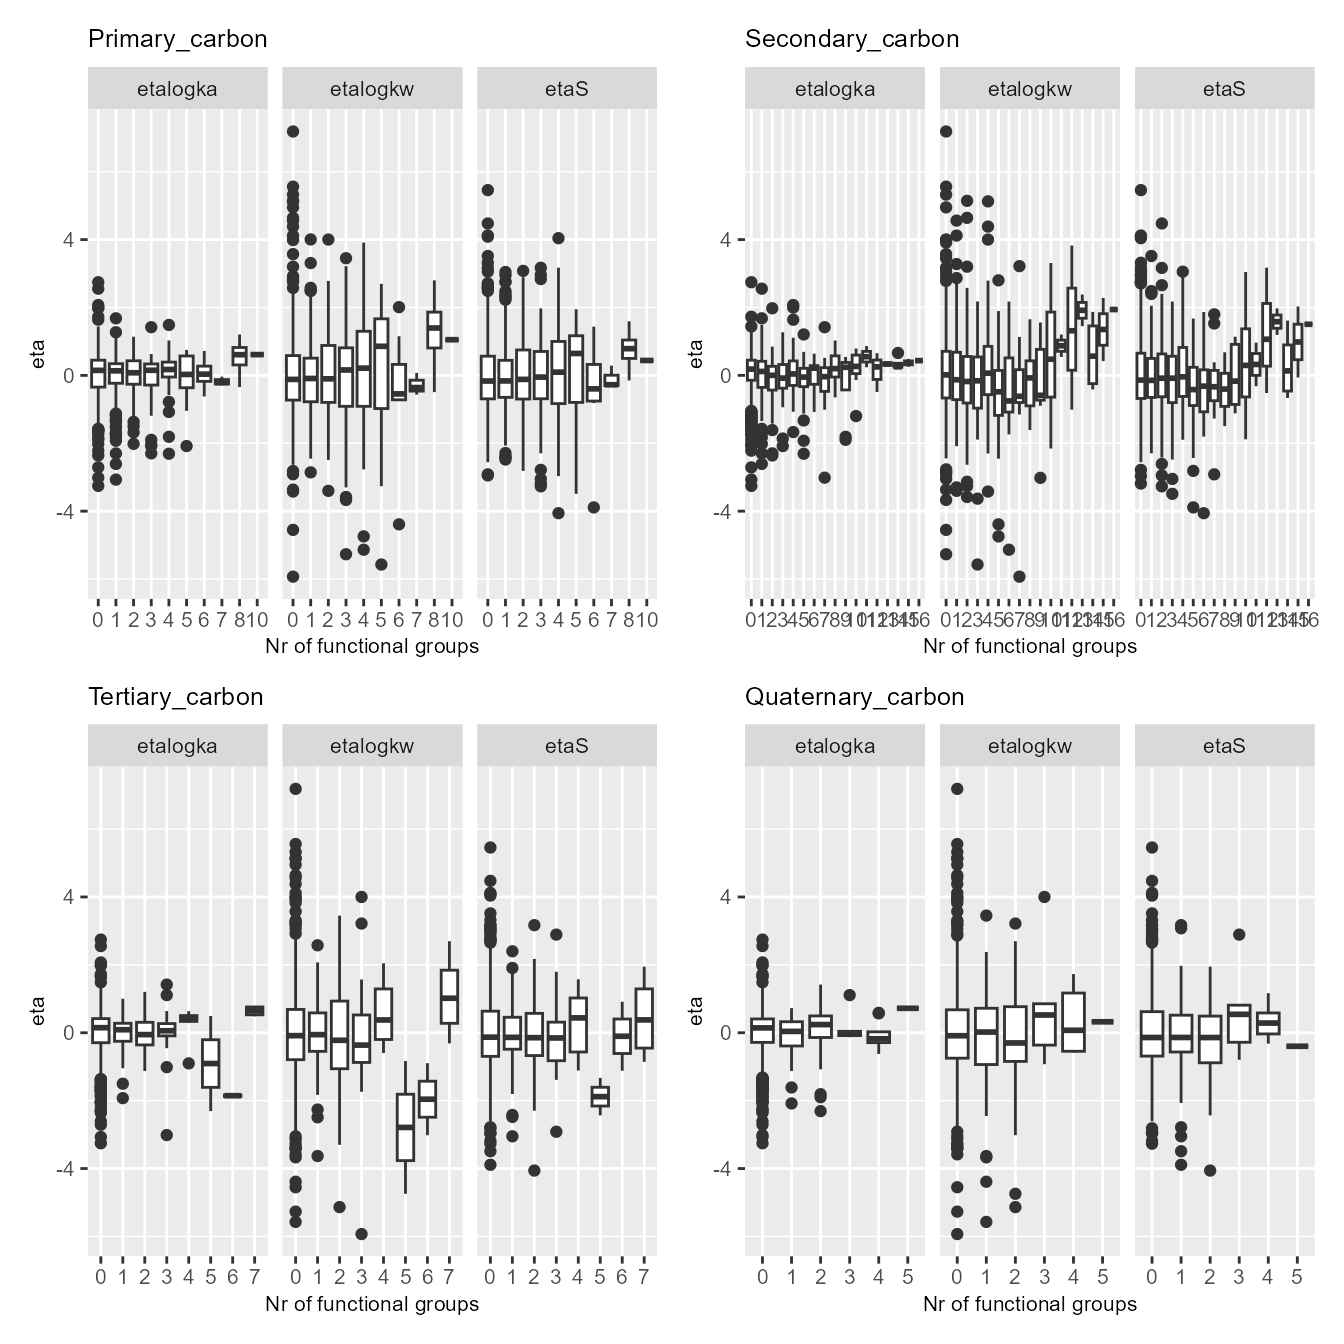 Primary_carbon
etalogka etalogkw etaS
eta
4
0
-4
0 1 2 3 4 5 6 7 8 10 0 1 2 3 4 5 6 7 8 10 0 1 2 3 4 5 6 7 8 10
Nr of functional groups
Secondary_carbon
etalogka etalogkw etaS
eta
4
0
-4
Nr of functional groups
Tertiary_carbon
etalogka etalogkw etaS
eta
4
0
-4
0 1 2 3 4 5 6 7 0 1 2 3 4 5 6 7 0 1 2 3 4 5 6 7
Nr of functional groups
Quaternary_carbon
etalogka etalogkw etaS
eta
4
0
-4
0 1 2 3 4 5 0 1 2 3 4 5 0 1 2 3 4 5
Nr of functional groups